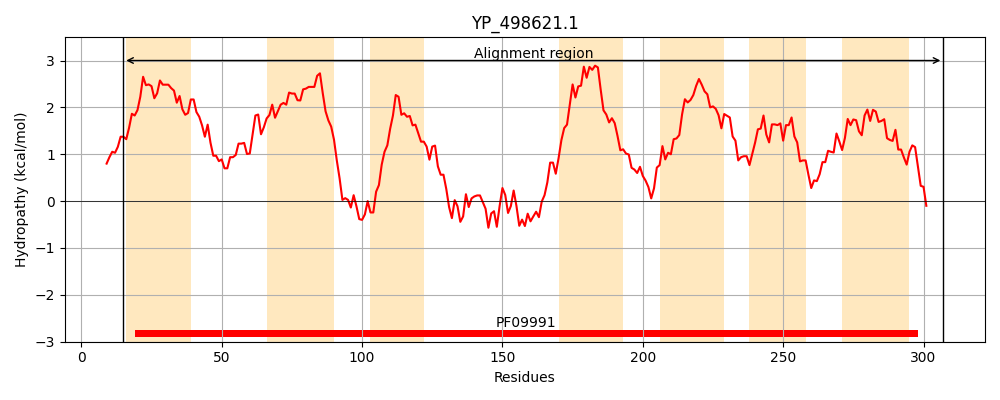 YP_498621.1
Hydropathy (kcal/mol)
3
2
1
0
−1
−2
−3
Alignment region
PF09991
0 50 100 150 200 250 300
Residues